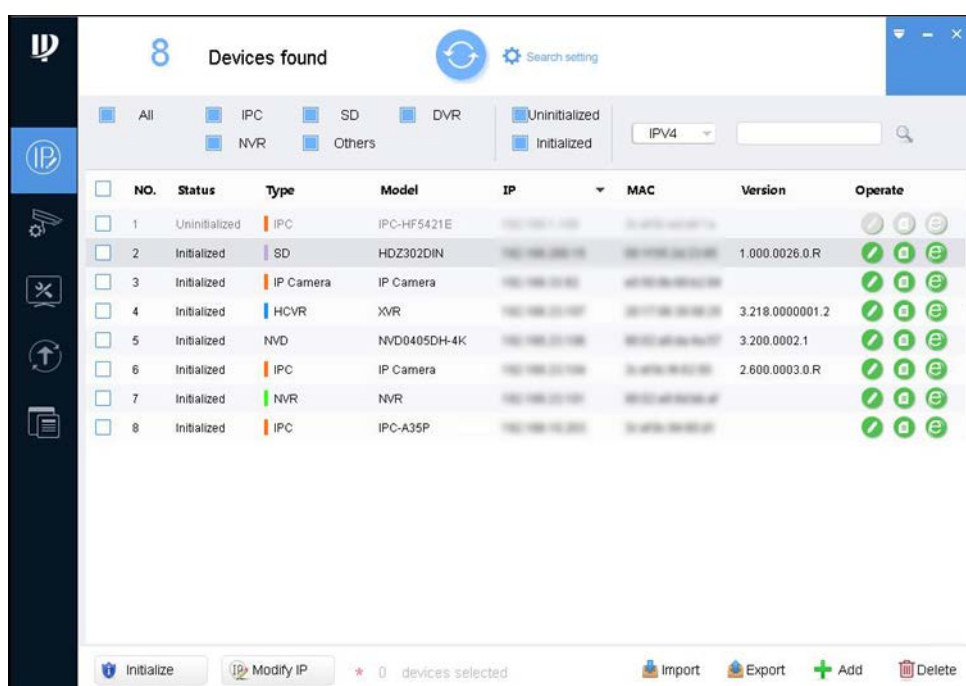 8 Devices found Search setting
All IPC SD DVR Uninitialized
NVR Others Initialized IPV4
NO. Status Type Model IP MAC Version Operate
1 Uninitialized IPC IPC-HF5421E
2 Initialized SD HDZ302DIN 1.000.0026.0.R
3 Initialized IP Camera IP Camera
4 Initialized HCVR XVR 3.218.0000001.2
5 Initialized NVD NVD0405DH-4K 3.200.0002.1
6 Initialized IPC IP Camera 2.600.0003.0.R
7 Initialized NVR NVR
8 Initialized IPC IPC-A35P
Initialize IP Modify IP * 0 devices selected Import Export Add Delete